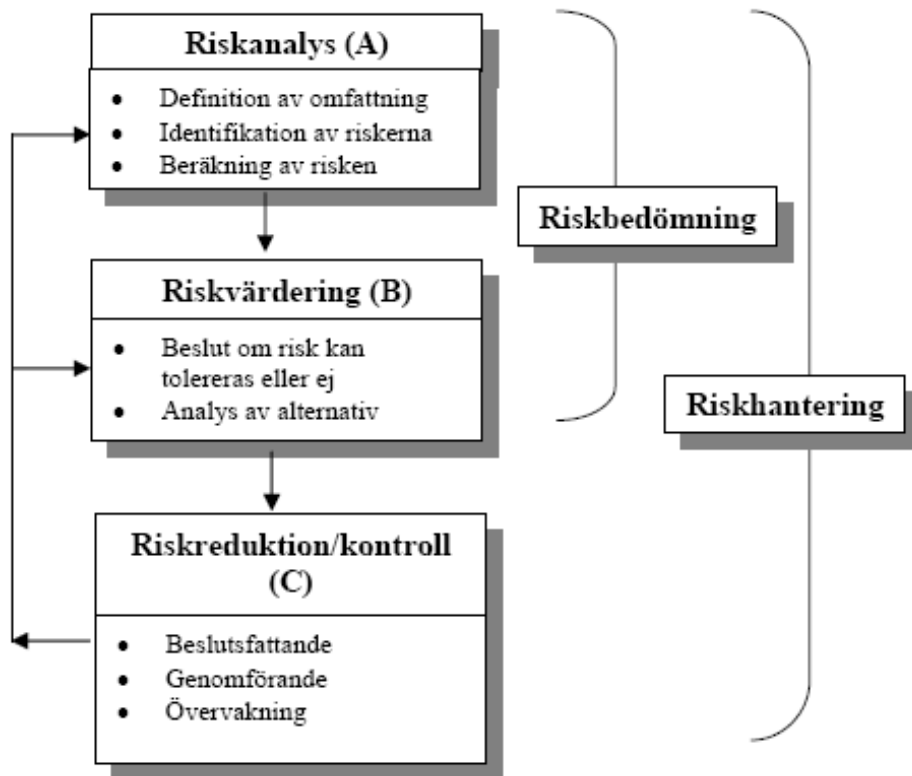 Riskanalys (A)
• Definition av omfattning
• Identifikation av riskerna
• Beräkning av risken
Riskbedömning
Riskvärdering (B)
• Beslut om risk kan
tolereras eller ej
• Analys av alternativ
Riskhantering
Riskreduktion/kontroll
(C)
• Beslutsfattande
• Genomförande
• Övervakning